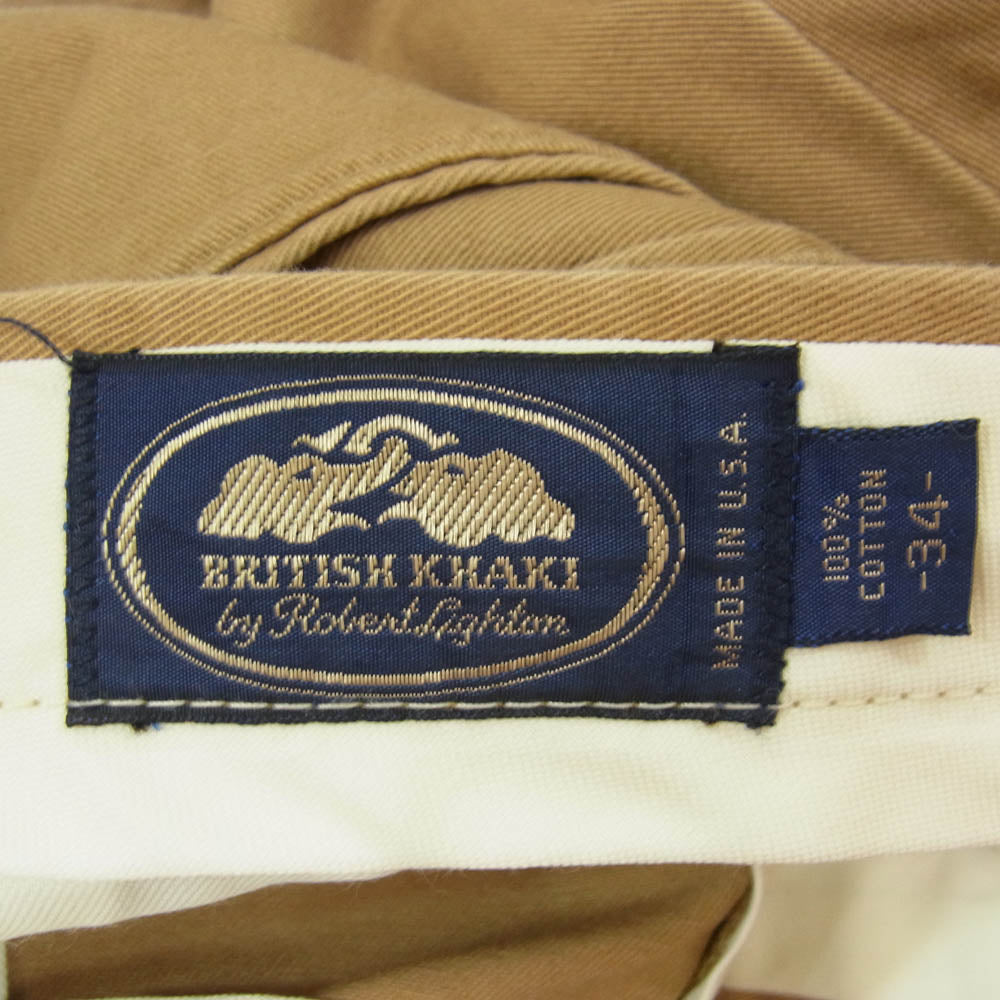 BRITISH KHAKI
by Robert Lighton
MADE IN U.S.A.
100%
COTTON
-34-